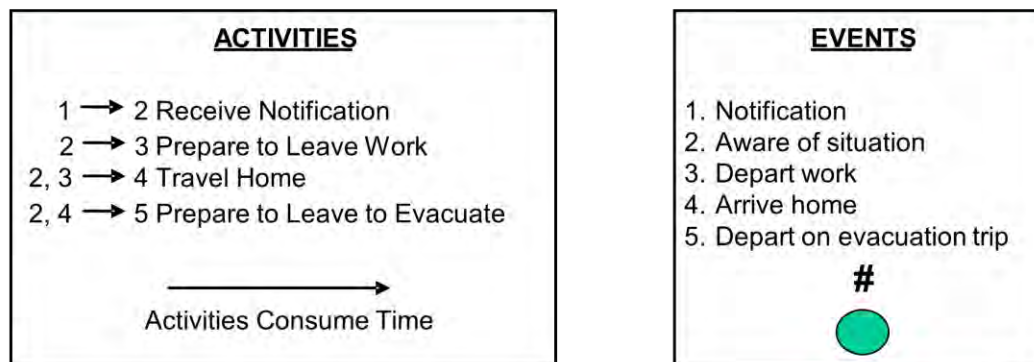 ACTIVITIES
1 → 2 Receive Notification
2 → 3 Prepare to Leave Work
2, 3 → 4 Travel Home
2, 4 → 5 Prepare to Leave to Evacuate
Activities Consume Time
EVENTS
1. Notification
2. Aware of situation
3. Depart work
4. Arrive home
5. Depart on evacuation trip
#